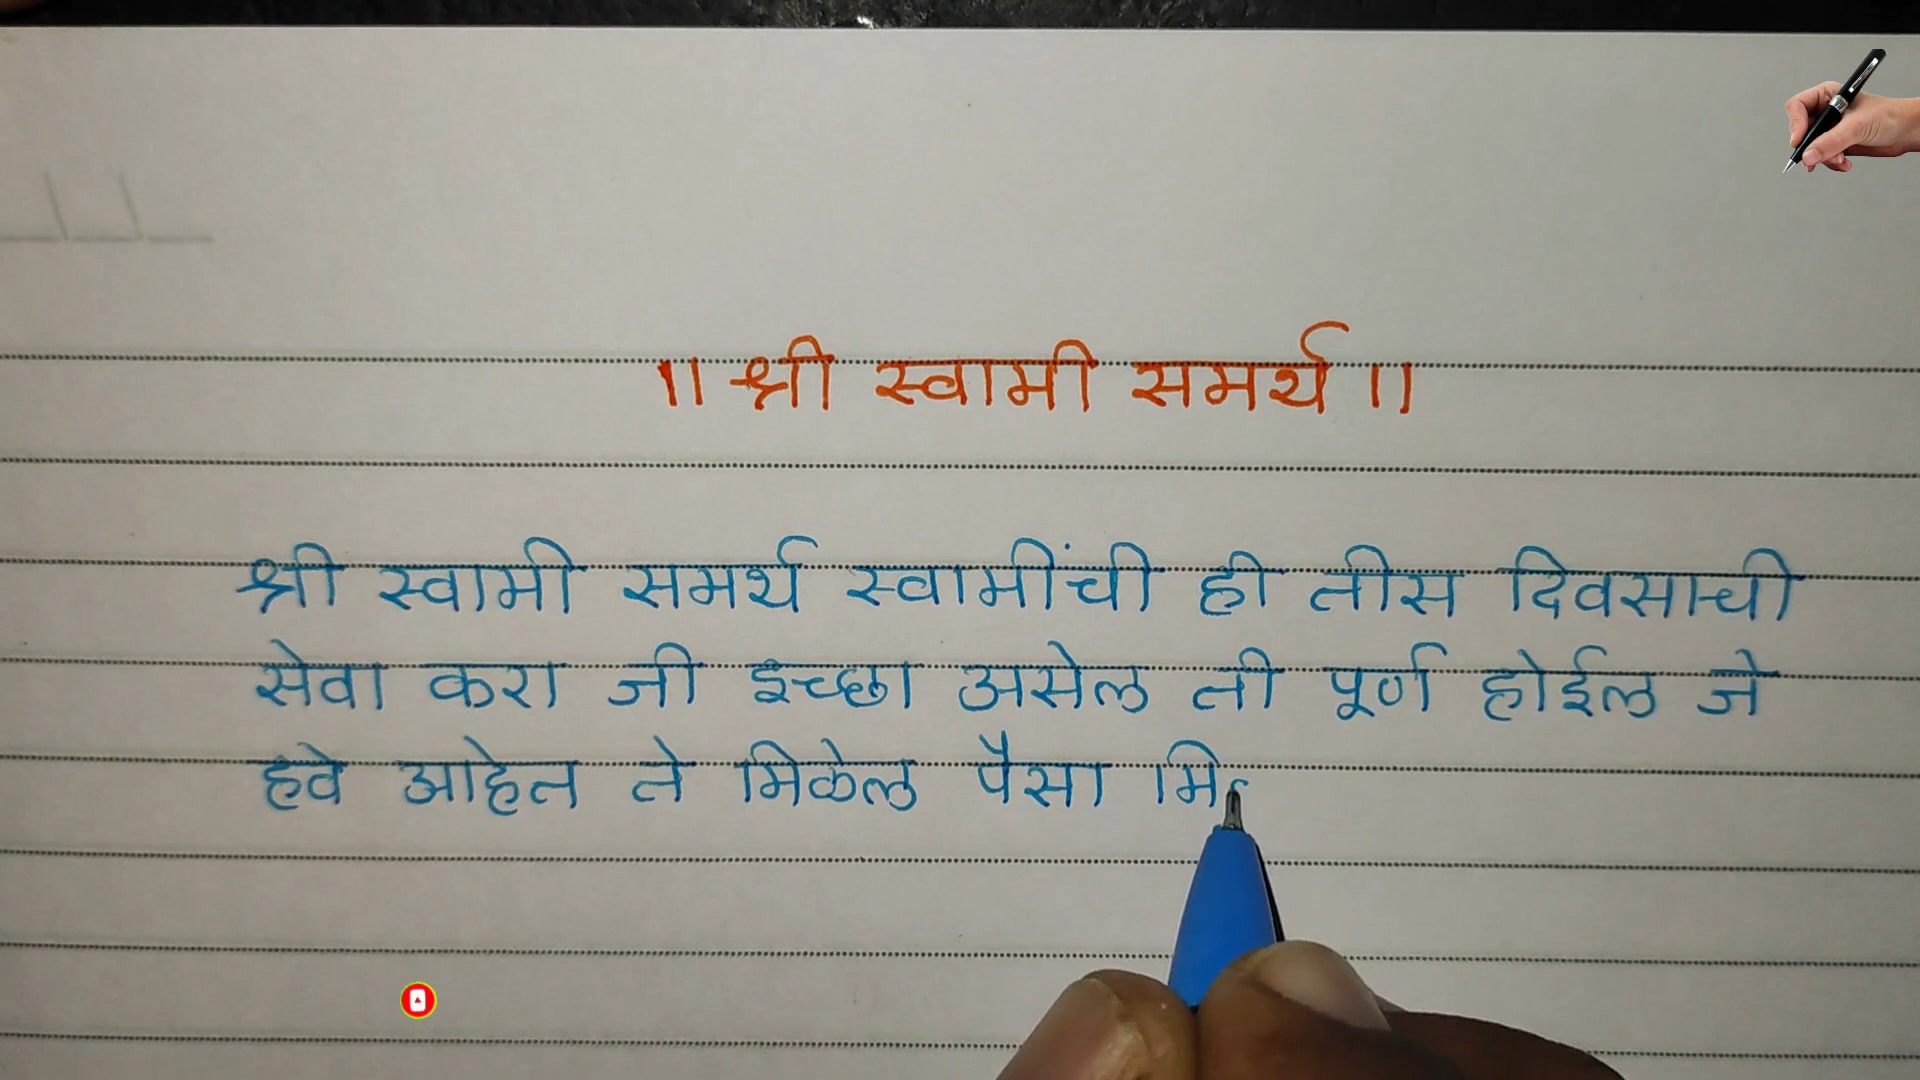 ।। श्री स्वामी समर्थ ।।
श्री स्वामी समर्थ स्वामींची ही तीस दिवसाची
सेवा करा जी इच्छा असेल ती पूर्ण होईल जे
हवे आहेत ते मिळेल पैसा